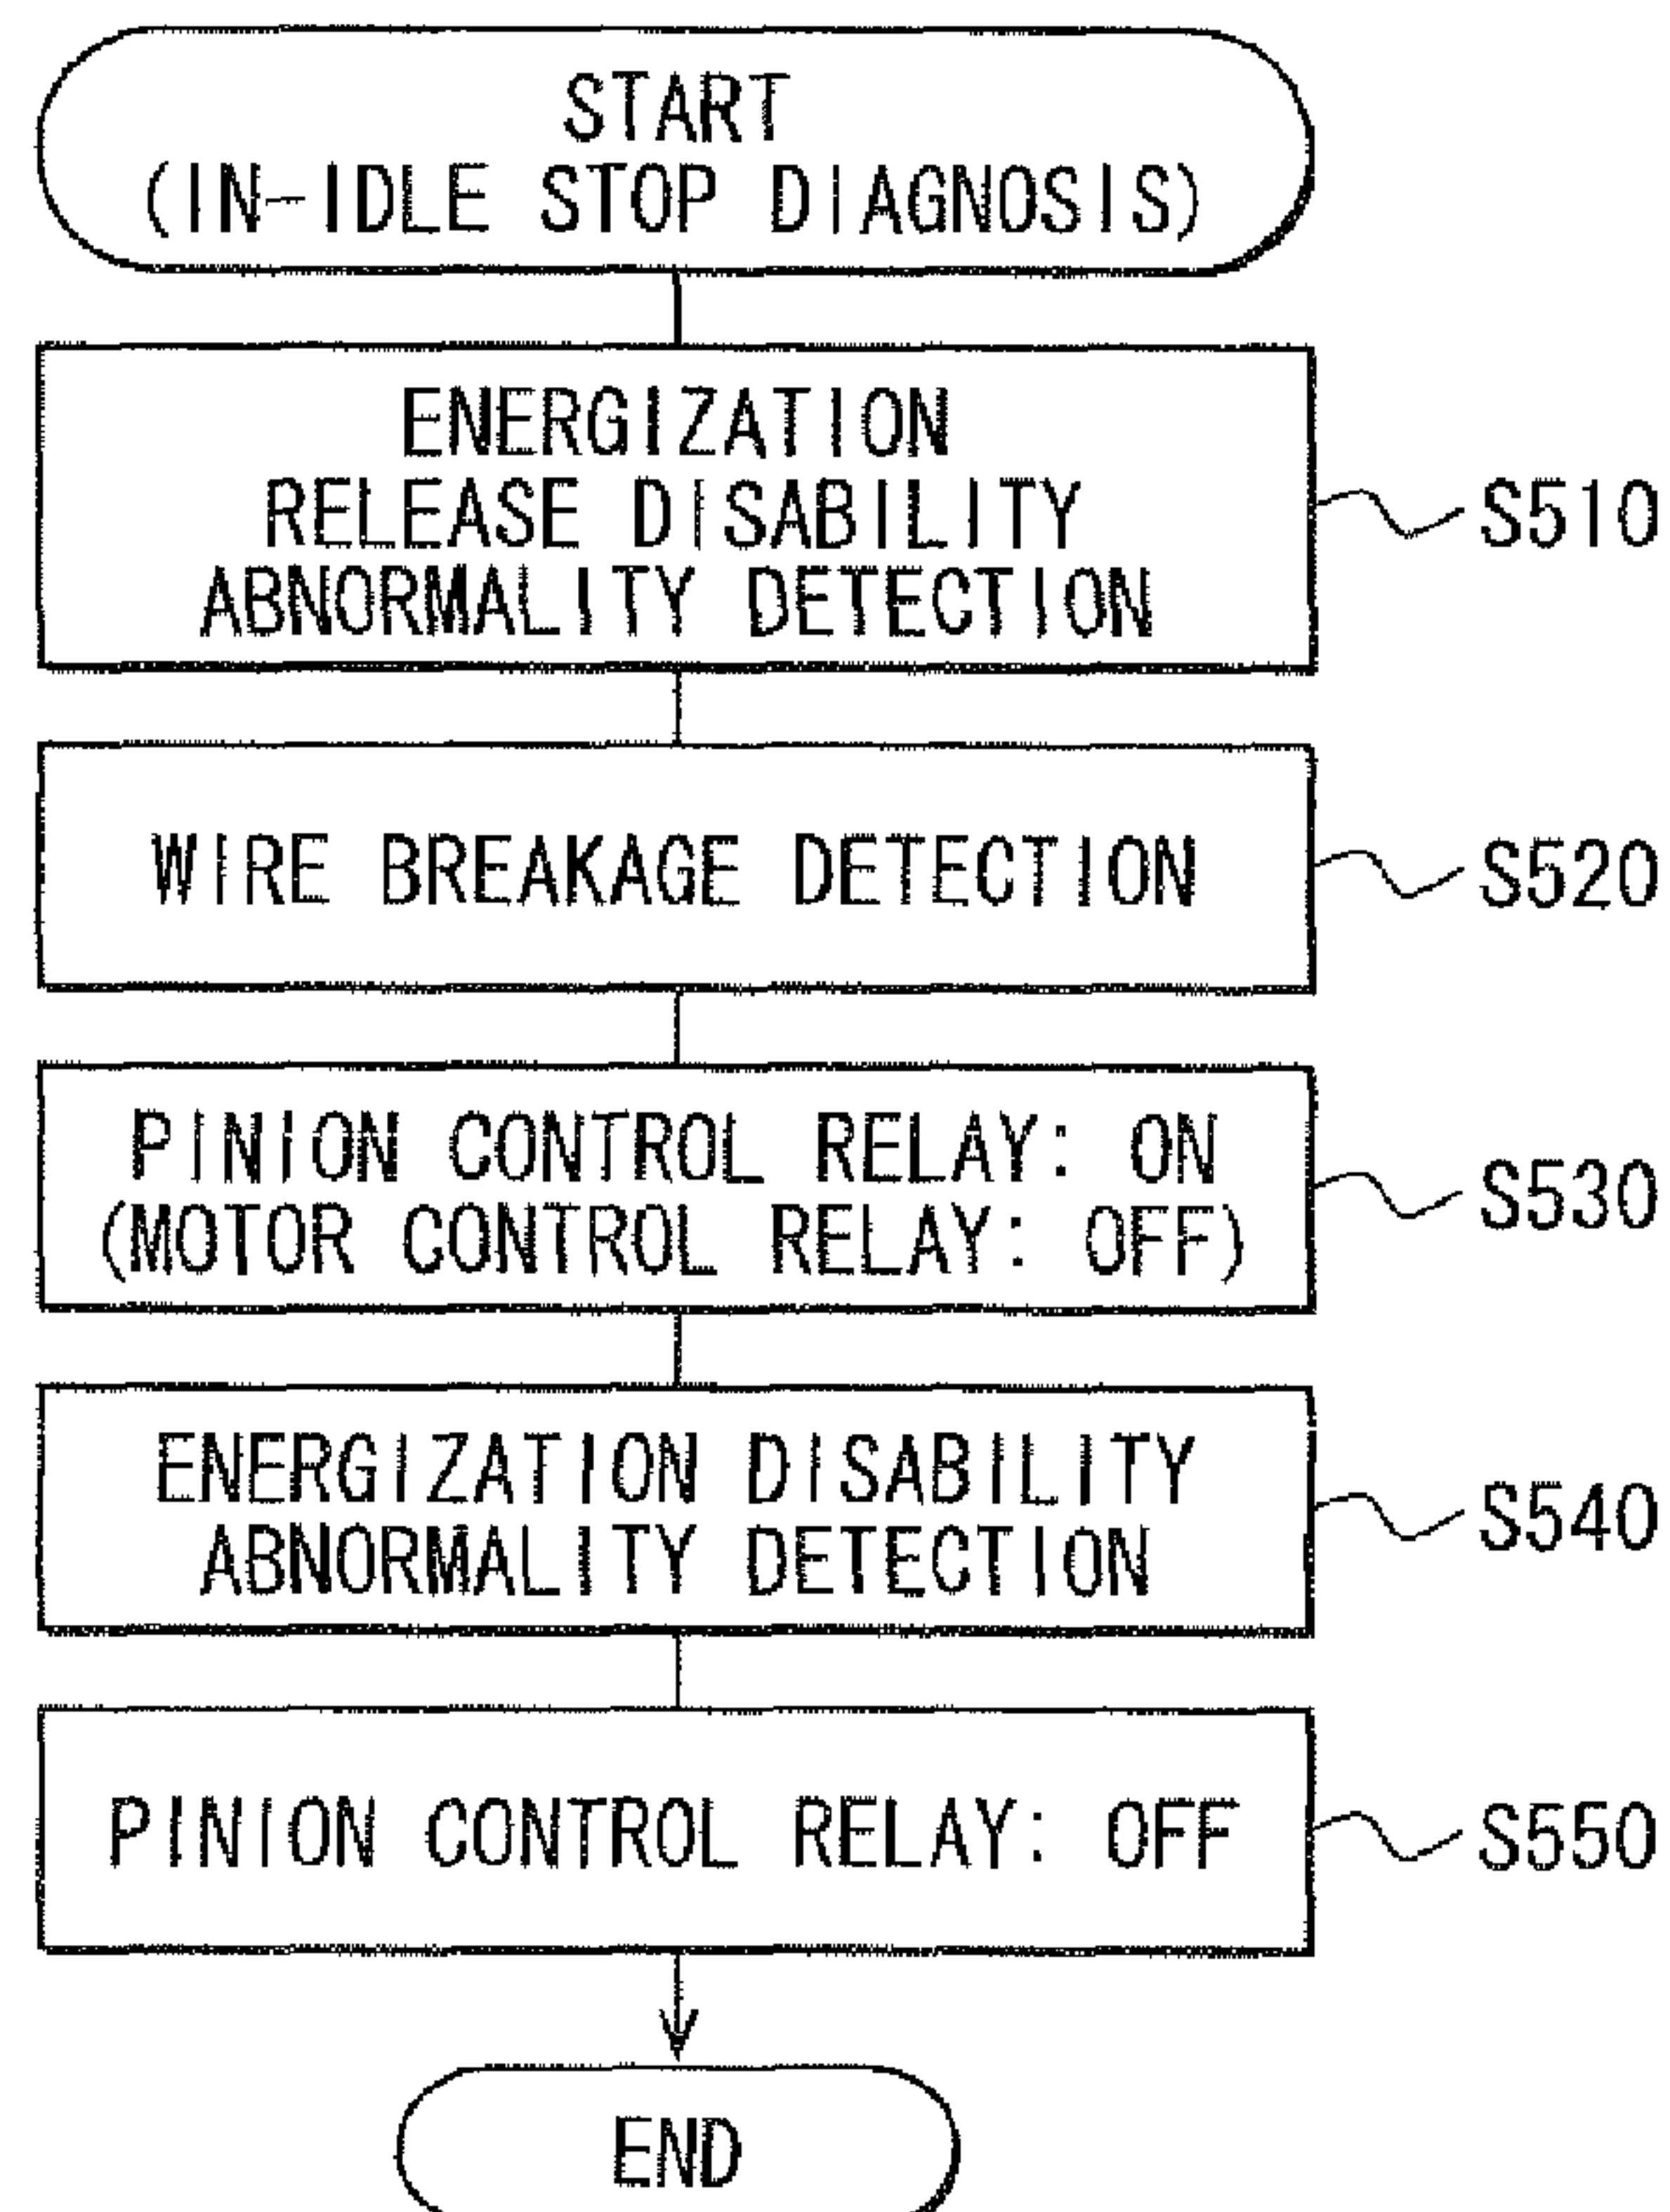 START
(IN-IDLE STOP DIAGNOSIS)
ENERGIZATION
RELEASE DISABILITY
ABNORMALITY DETECTION
S510
WIRE BREAKAGE DETECTION
S520
PINION CONTROL RELAY: ON
(MOTOR CONTROL RELAY: OFF)
S530
ENERGIZATION DISABILITY
ABNORMALITY DETECTION
S540
PINION CONTROL RELAY: OFF
S550
END